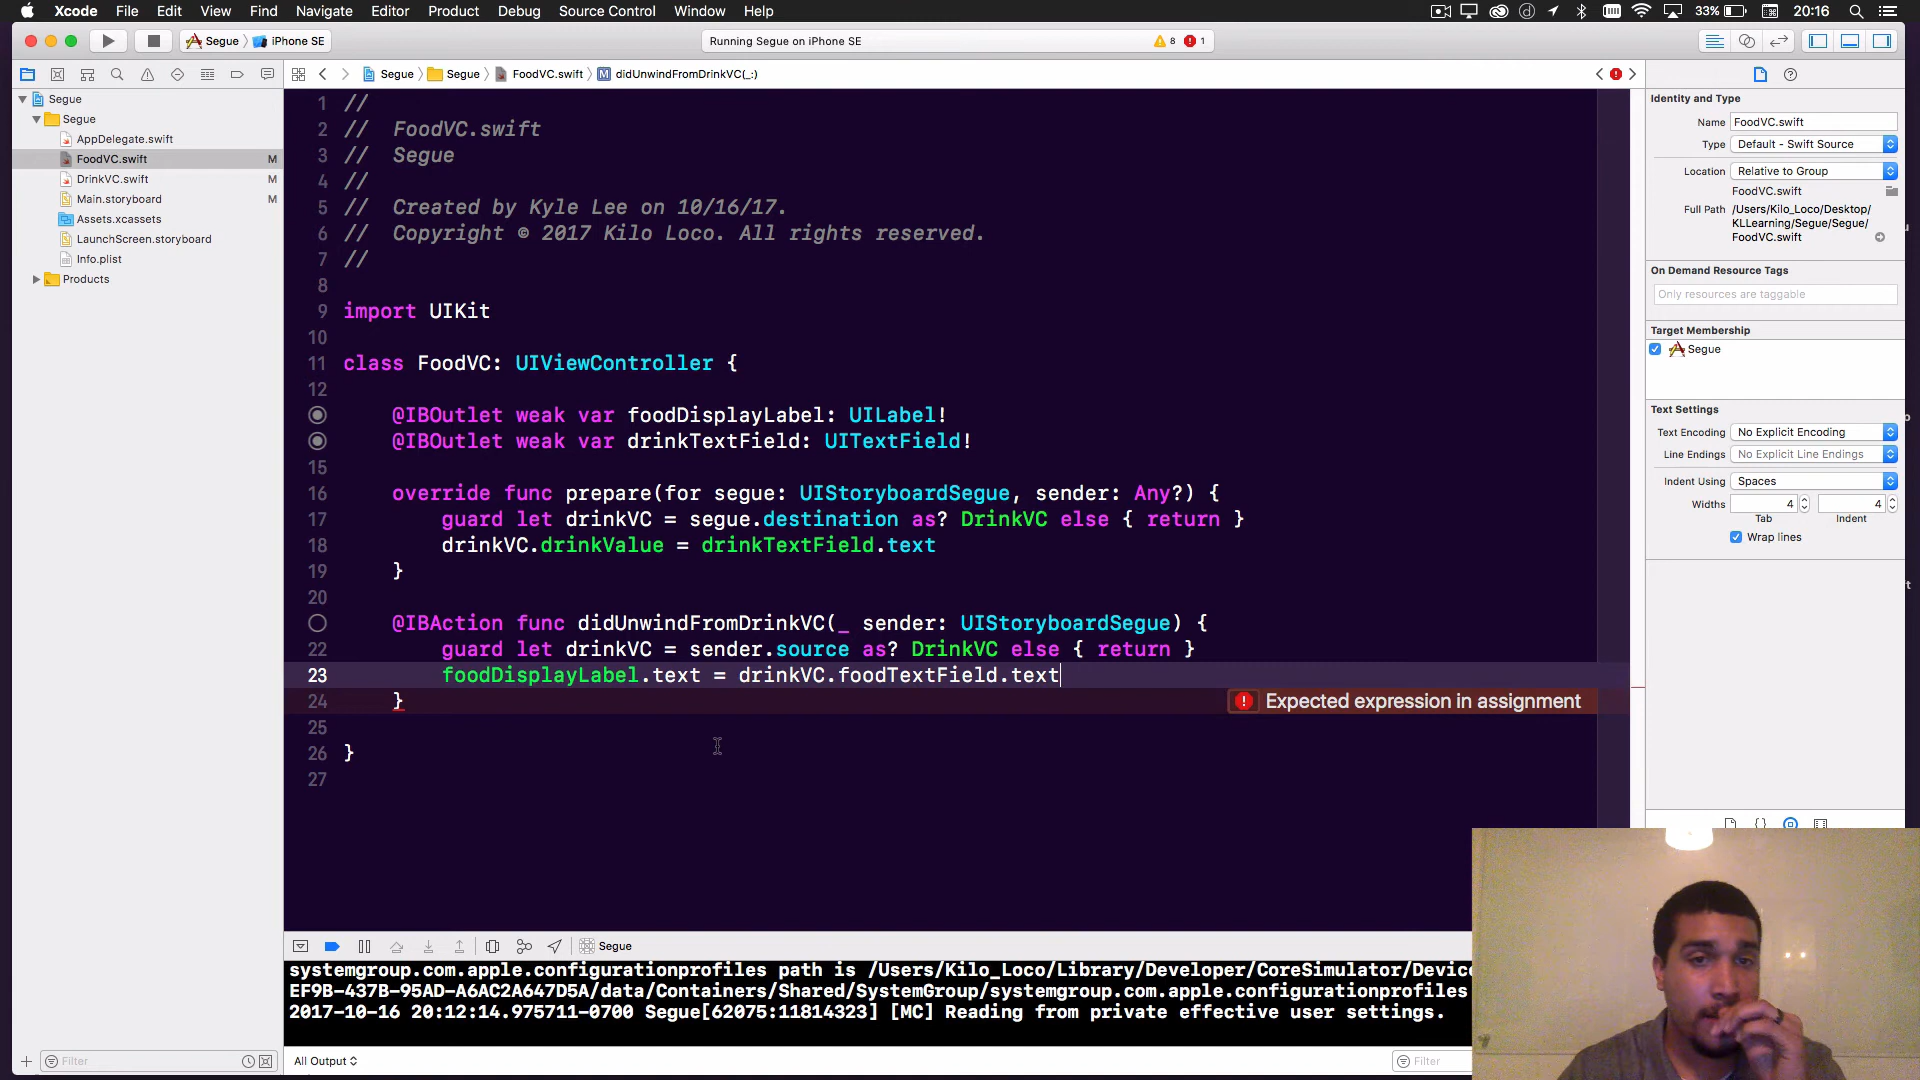 Xcode File Edit View Find Navigate Editor Product Debug Source Control Window Help 33% 20:16
Segue iPhone SE Running Segue on iPhone SE 8 1
Segue Segue FoodVC.swift M didUnwindFromDrinkVC(_:)
Segue
Segue
AppDelegate.swift
FoodVC.swift M
DrinkVC.swift M
Main.storyboard M
Assets.xcassets
LaunchScreen.storyboard
Info.plist
Products
Filter
1 //
2 // FoodVC.swift
3 // Segue
4 //
5 // Created by Kyle Lee on 10/16/17.
6 // Copyright © 2017 Kilo Loco. All rights reserved.
7 //
8
9 import UIKit
10
11 class FoodVC: UIViewController {
12
@IBOutlet weak var foodDisplayLabel: UILabel!
@IBOutlet weak var drinkTextField: UITextField!
15
16 override func prepare(for segue: UIStoryboardSegue, sender: Any?) {
17 guard let drinkVC = segue.destination as? DrinkVC else { return }
18 drinkVC.drinkValue = drinkTextField.text
19 }
20
@IBAction func didUnwindFromDrinkVC(_ sender: UIStoryboardSegue) {
22 guard let drinkVC = sender.source as? DrinkVC else { return }
23 foodDisplayLabel.text = drinkVC.foodTextField.text
24 } Expected expression in assignment
25
26 }
27
Segue
systemgroup.com.apple.configurationprofiles path is /Users/Kilo_Loco/Library/Developer/CoreSimulator/Device
EF9B-437B-95AD-A6AC2A647D5A/data/Containers/Shared/SystemGroup/systemgroup.com.apple.configurationprofiles
2017-10-16 20:12:14.975711-0700 Segue[62075:11814323] [MC] Reading from private effective user settings.
All Output Filter
Identity and Type
Name FoodVC.swift
Type Default - Swift Source
Location Relative to Group
FoodVC.swift
Full Path /Users/Kilo_Loco/Desktop/
KLLearning/Segue/Segue/
FoodVC.swift
On Demand Resource Tags
Only resources are taggable
Target Membership
Segue
Text Settings
Text Encoding No Explicit Encoding
Line Endings No Explicit Line Endings
Indent Using Spaces
Widths 4 4
Tab Indent
Wrap lines